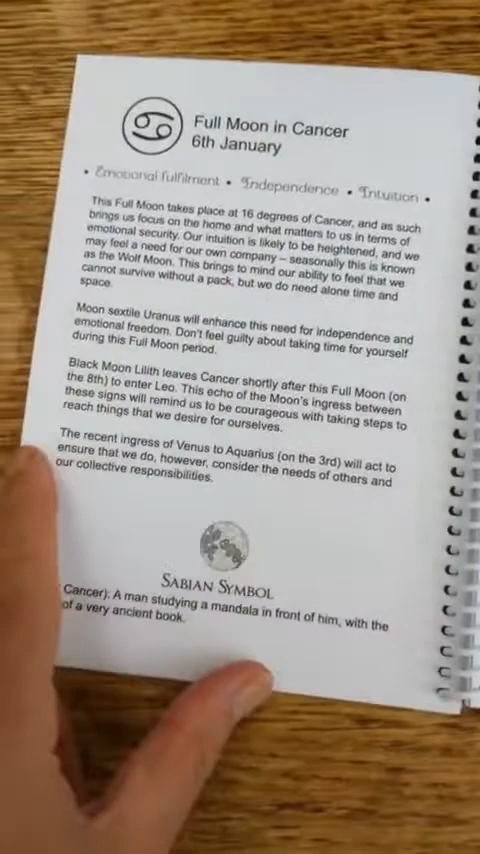 Full Moon in Cancer
6th January
• Emotional fulfilment • Independence • Intuition •
This Full Moon takes place at 16 degrees of Cancer, and as such
brings us focus on the home and what matters to us in terms of
emotional security. Our intuition is likely to be heightened, and we
may feel a need for our own company – seasonally this is known
as the Wolf Moon. This brings to mind our ability to feel that we
cannot survive without a pack, but we do need alone time and
space.
Moon sextile Uranus will enhance this need for independence and
emotional freedom. Don't feel guilty about taking time for yourself
during this Full Moon period.
Black Moon Lilith leaves Cancer shortly after this Full Moon (on
the 8th) to enter Leo. This echo of the Moon's ingress between
these signs will remind us to be courageous with taking steps to
reach things that we desire for ourselves.
The recent ingress of Venus to Aquarius (on the 3rd) will act to
ensure that we do, however, consider the needs of others and
our collective responsibilities.
SABIAN SYMBOL
Cancer): A man studying a mandala in front of him, with the
of a very ancient book.